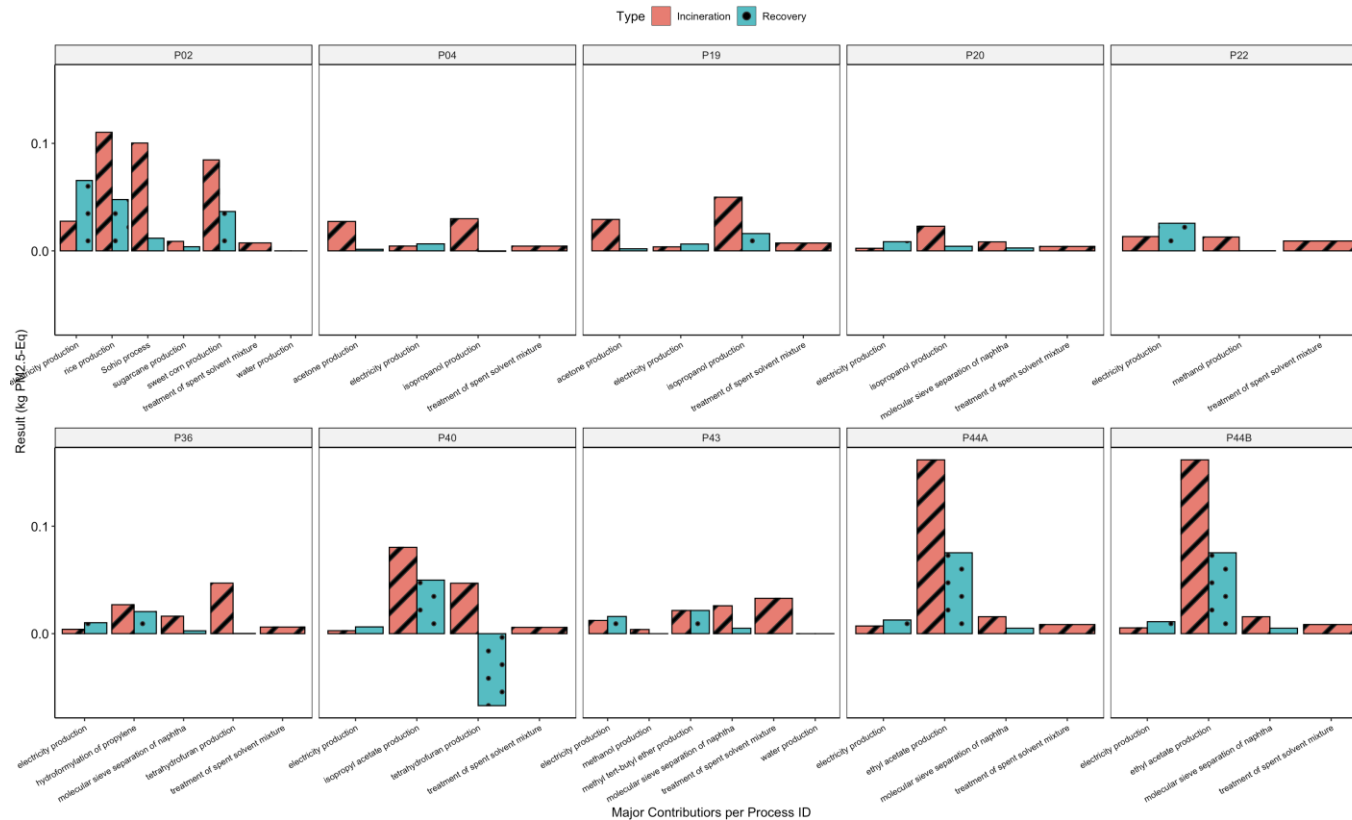 Type Incineration Recovery
P02 P04 P19 P20 P22
0.1
0.0
electricity production rice production Sohio process sugarcane production sweet corn production treatment of spent solvent mixture water production
acetone production electricity production isopropanol production treatment of spent solvent mixture
acetone production electricity production isopropanol production treatment of spent solvent mixture
electricity production isopropanol production molecular sieve separation of naphtha treatment of spent solvent mixture
electricity production methanol production treatment of spent solvent mixture
Result (kg PM2.5-Eq)
P36 P40 P43 P44A P44B
0.1
0.0
electricity production hydroformylation of propylene molecular sieve separation of naphtha tetrahydrofuran production treatment of spent solvent mixture
electricity production isopropyl acetate production tetrahydrofuran production treatment of spent solvent mixture
electricity production methanol production methyl tert-butyl ether production molecular sieve separation of naphtha treatment of spent solvent mixture water production
electricity production ethyl acetate production molecular sieve separation of naphtha treatment of spent solvent mixture
electricity production ethyl acetate production molecular sieve separation of naphtha treatment of spent solvent mixture
Major Contributiors per Process ID